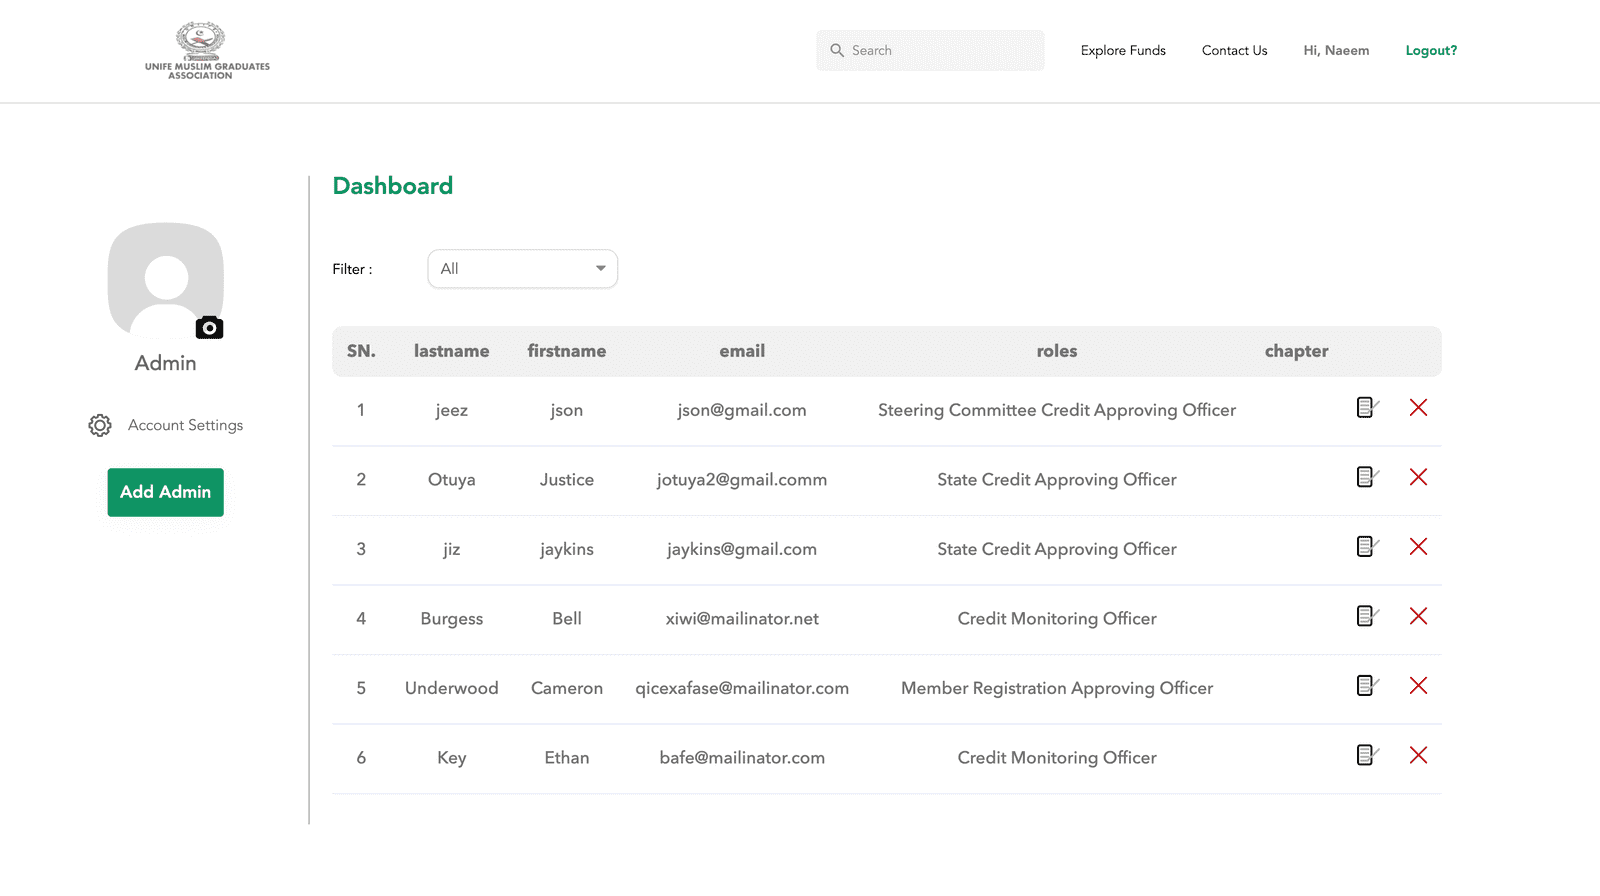 UNIFE MUSLIM GRADUATES
ASSOCIATION
Search
Explore Funds
Contact Us
Hi, Naeem
Logout?
Admin
Account Settings
Add Admin
Dashboard
Filter :
All
SN. lastname firstname email roles chapter
1 jeez json json@gmail.com Steering Committee Credit Approving Officer
2 Otuya Justice jotuya2@gmail.comm State Credit Approving Officer
3 jiz jaykins jaykins@gmail.com State Credit Approving Officer
4 Burgess Bell xiwi@mailinator.net Credit Monitoring Officer
5 Underwood Cameron qicexafase@mailinator.com Member Registration Approving Officer
6 Key Ethan bafe@mailinator.com Credit Monitoring Officer